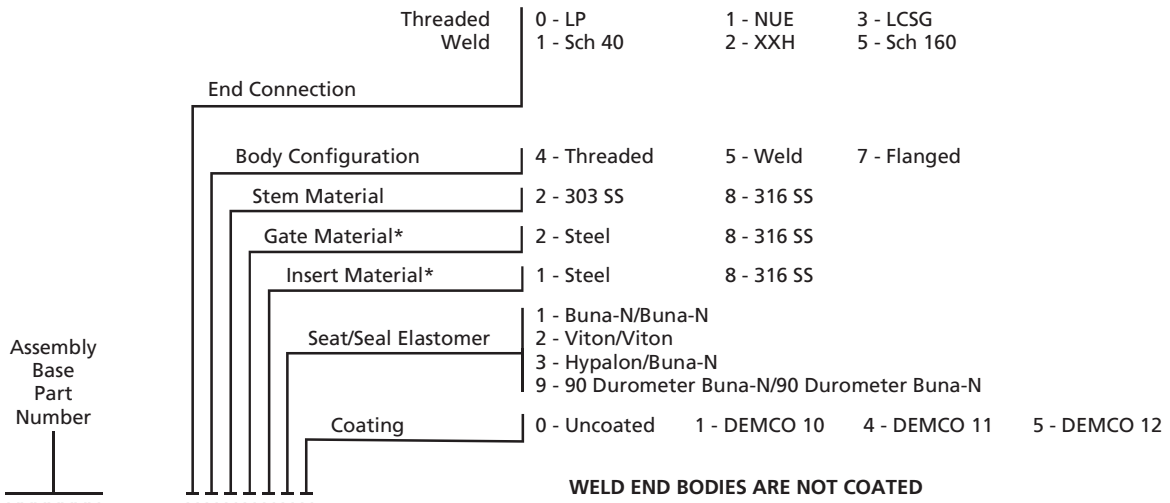 Threaded 0 - LP 1 - NUE 3 - LCSG
Weld 1 - Sch 40 2 - XXH 5 - Sch 160
End Connection
Body Configuration 4 - Threaded 5 - Weld 7 - Flanged
Stem Material 2 - 303 SS 8 - 316 SS
Gate Material* 2 - Steel 8 - 316 SS
Insert Material* 1 - Steel 8 - 316 SS
Seat/Seal Elastomer
1 - Buna-N/Buna-N
2 - Viton/Viton
3 - Hypalon/Buna-N
9 - 90 Durometer Buna-N/90 Durometer Buna-N
Coating 0 - Uncoated 1 - DEMCO 10 4 - DEMCO 11 5 - DEMCO 12
Assembly
Base
Part
Number
WELD END BODIES ARE NOT COATED